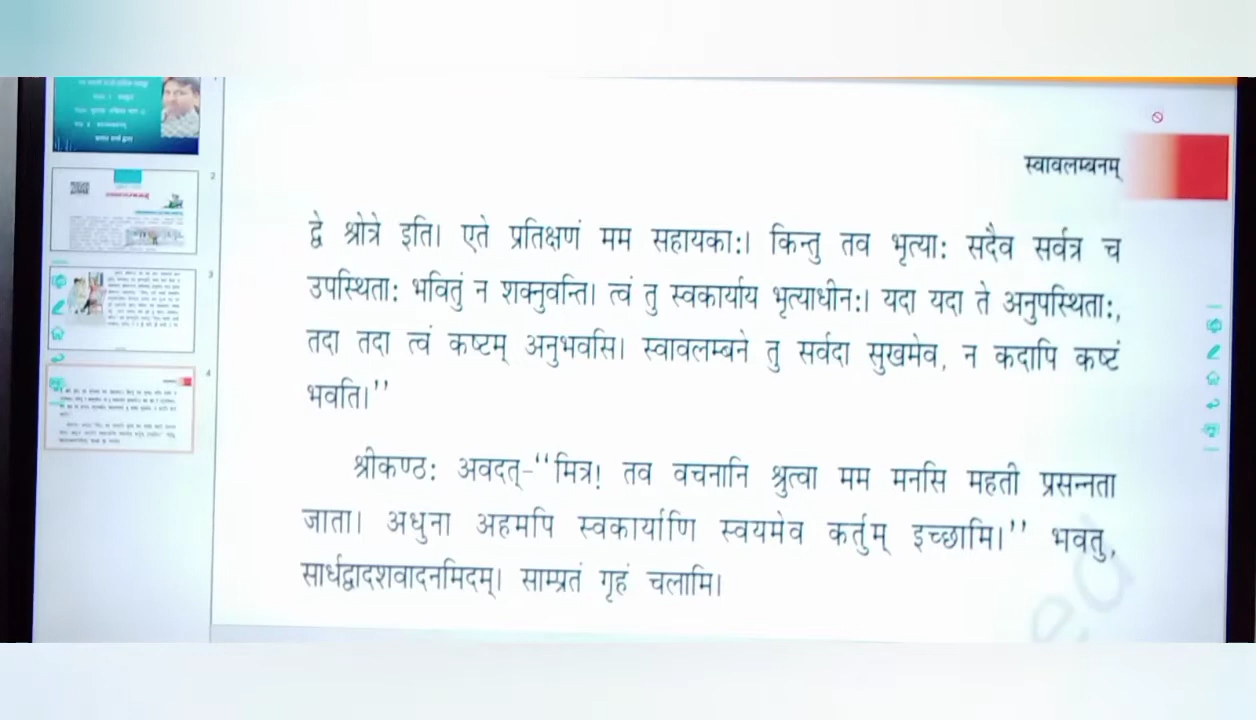 स्वावलम्बनम्
द्वे श्रोत्रे इति। एते प्रतिक्षणं मम सहायकाः। किन्तु तव भृत्याः सदैव सर्वत्र च
उपस्थिताः भवितुं न शक्नुवन्ति। त्वं तु स्वकार्याय भृत्याधीनः। यदा यदा ते अनुपस्थिताः,
तदा तदा त्वं कष्टम् अनुभवसि। स्वावलम्बने तु सर्वदा सुखमेव, न कदापि कष्टं
भवति।”
श्रीकण्ठः अवदत्-“मित्र! तव वचनानि श्रुत्वा मम मनसि महती प्रसन्नता
जाता। अधुना अहमपि स्वकार्याणि स्वयमेव कर्तुम् इच्छामि।” भवतु,
सार्धद्वादशवादनमिदम्। साम्प्रतं गृहं चलामि।
2
3
4